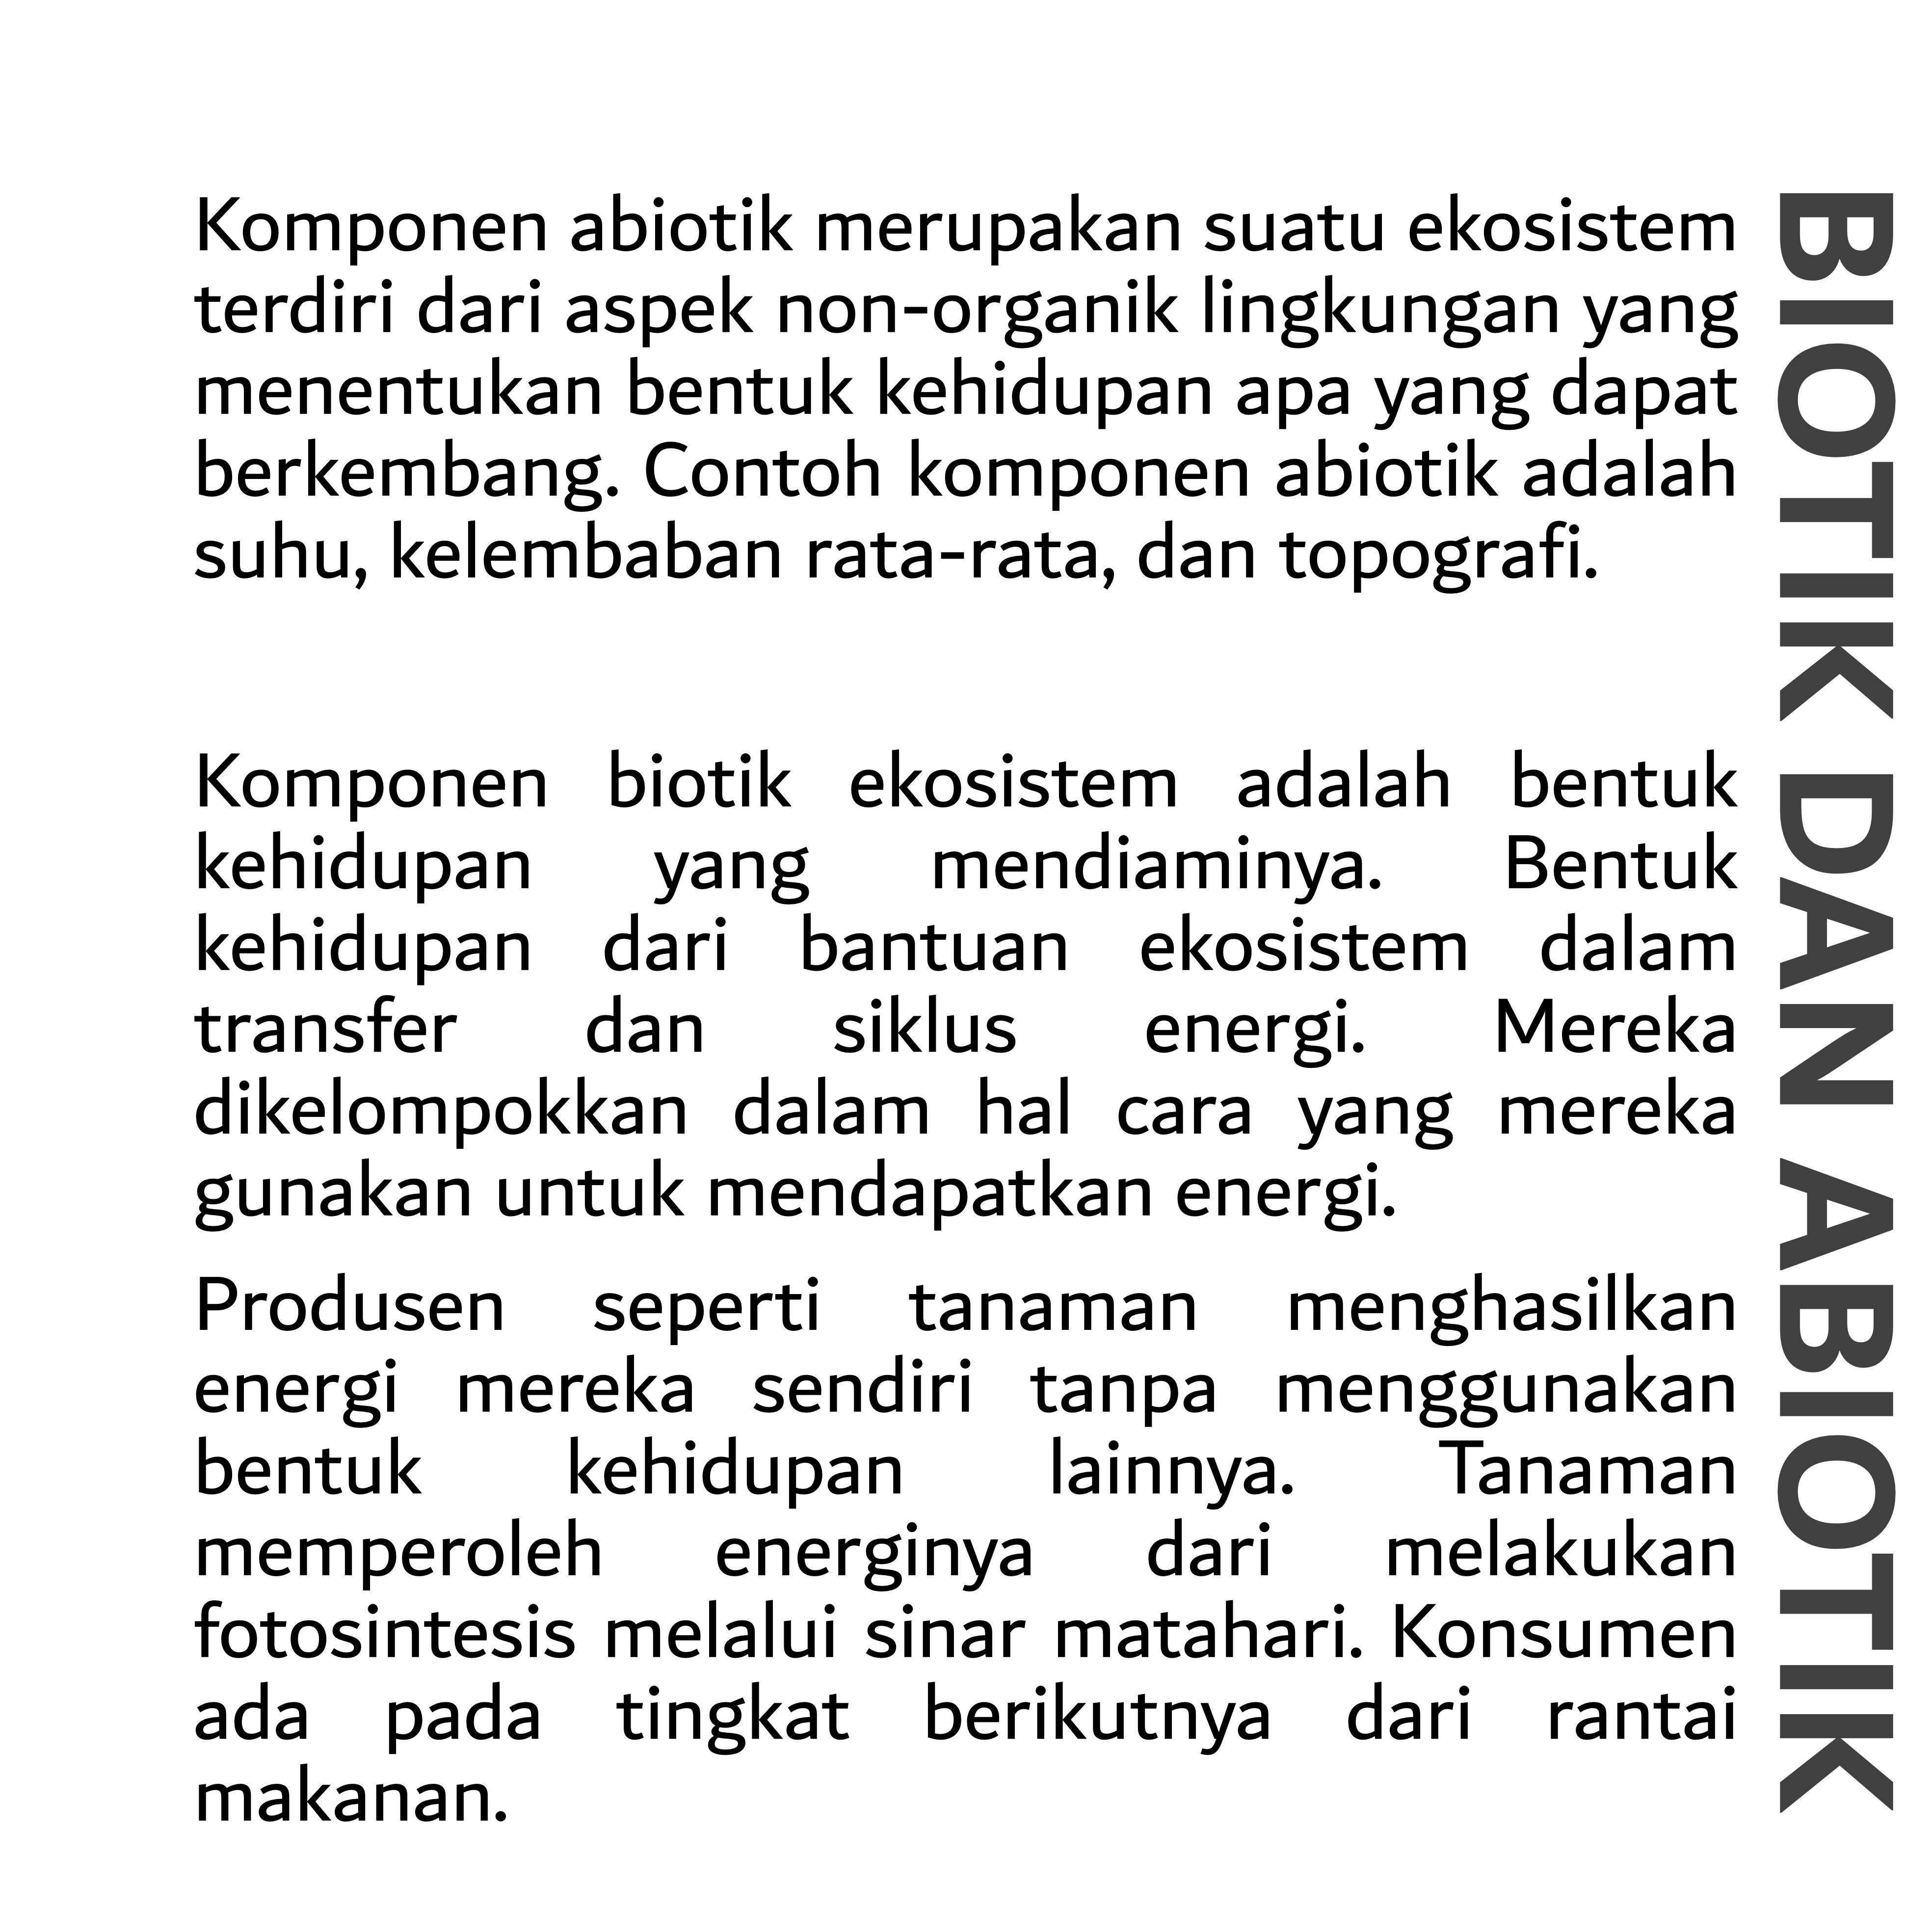 BIOTIK DAN ABIOTIK
Komponen abiotik merupakan suatu ekosistem
terdiri dari aspek non-organik lingkungan yang
menentukan bentuk kehidupan apa yang dapat
berkembang. Contoh komponen abiotik adalah
suhu, kelembaban rata-rata, dan topografi.
Komponen biotik ekosistem adalah bentuk
kehidupan yang mendiaminya. Bentuk
kehidupan dari bantuan ekosistem dalam
transfer dan siklus energi. Mereka
dikelompokkan dalam hal cara yang mereka
gunakan untuk mendapatkan energi.
Produsen seperti tanaman menghasilkan
energi mereka sendiri tanpa menggunakan
bentuk kehidupan lainnya. Tanaman
memperoleh energinya dari melakukan
fotosintesis melalui sinar matahari. Konsumen
ada pada tingkat berikutnya dari rantai
makanan.